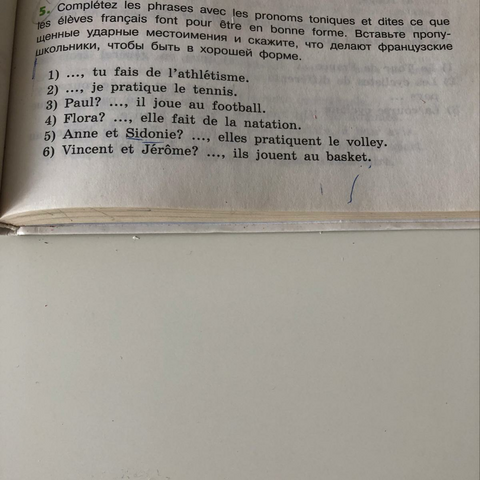 5. Complétez les phrases avec les pronoms toniques et dites ce que
les élèves français font pour être en bonne forme. Вставьте пропу-
щенные ударные местоимения и скажите, что делают французские
школьники, чтобы быть в хорошей форме.
1) ..., tu fais de l'athlétisme.
2) ..., je pratique le tennis.
3) Paul? ..., il joue au football.
4) Flora? ..., elle fait de la natation.
5) Anne et Sidonie? ..., elles pratiquent le volley.
6) Vincent et Jérôme? ..., ils jouent au basket.